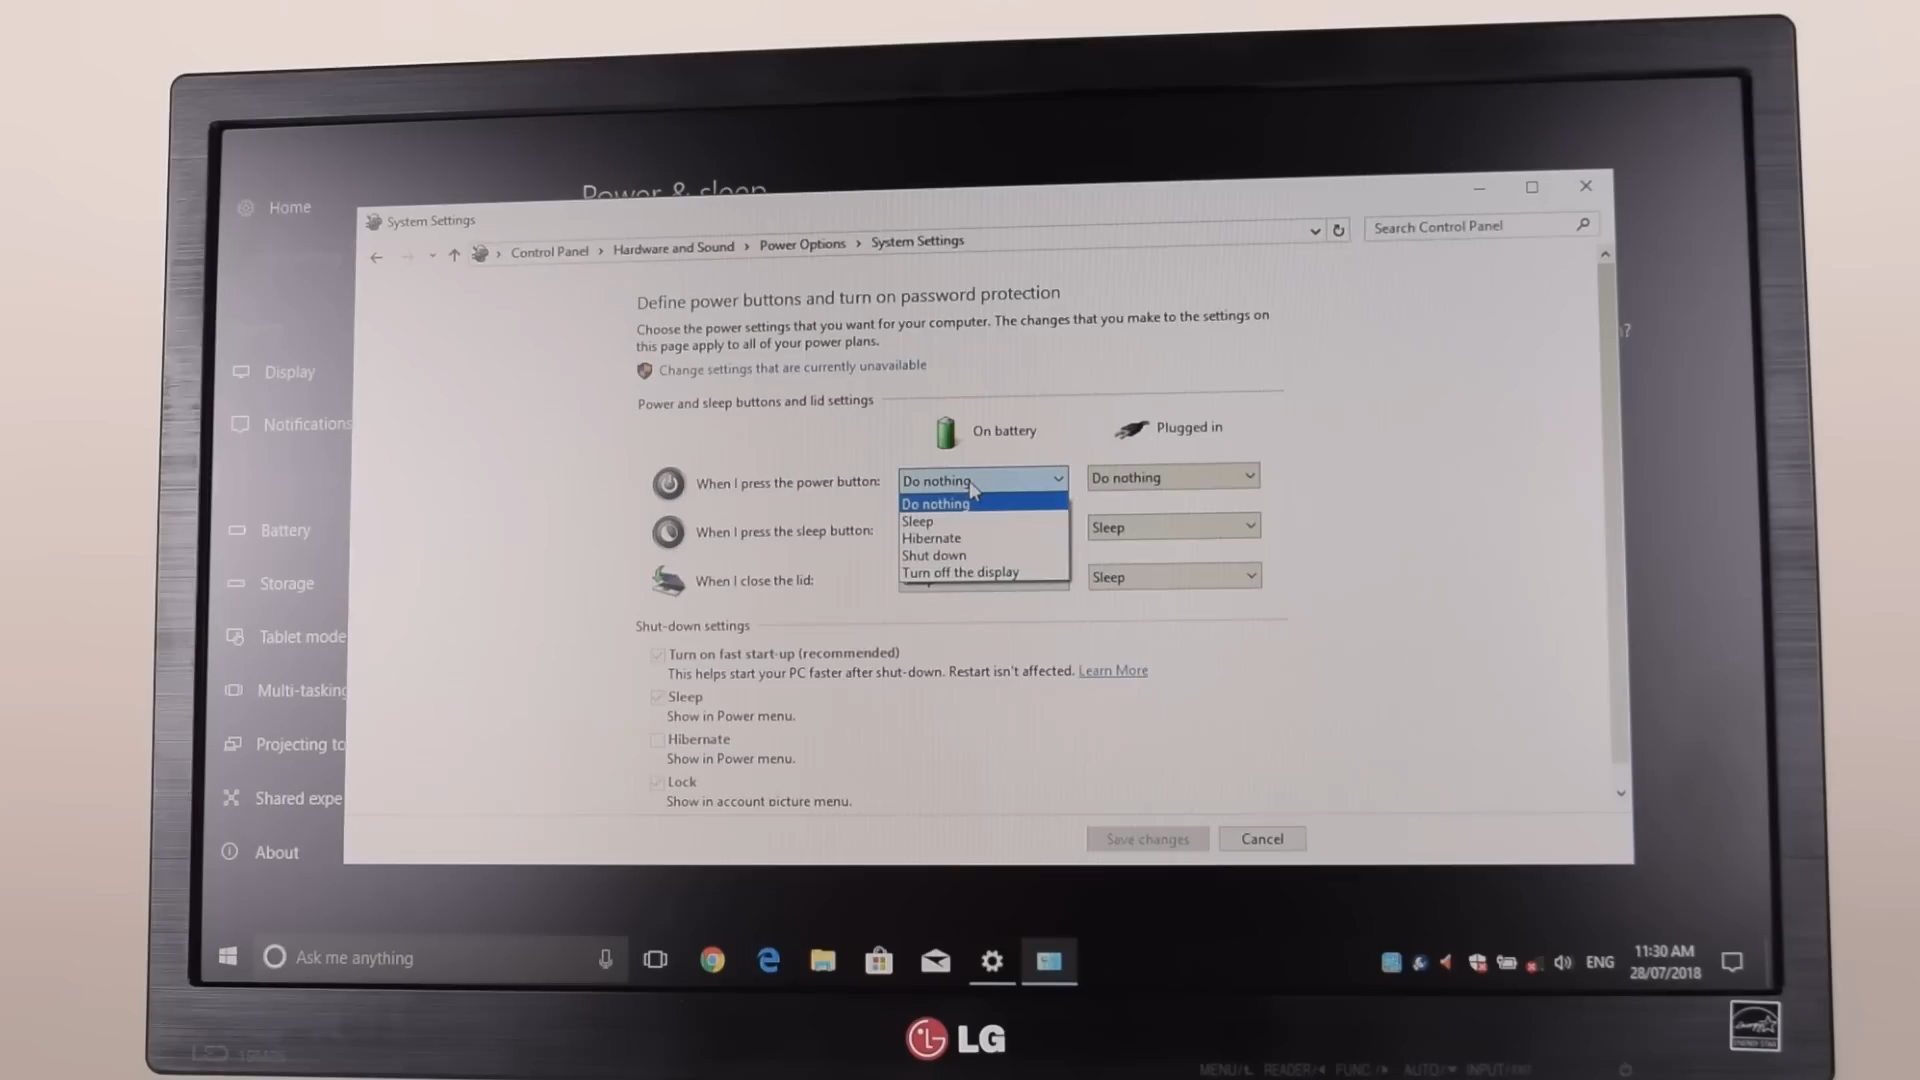 Power & sleep
Home
System Settings
Control Panel > Hardware and Sound > Power Options > System Settings
Search Control Panel
Define power buttons and turn on password protection
Choose the power settings that you want for your computer. The changes that you make to the settings on
this page apply to all of your power plans.
Change settings that are currently unavailable
Power and sleep buttons and lid settings
On battery
Plugged in
When I press the power button:
Do nothing
Do nothing
Do nothing
Sleep
Hibernate
Shut down
Turn off the display
When I press the sleep button:
Sleep
When I close the lid:
Sleep
Shut-down settings
Turn on fast start-up (recommended)
This helps start your PC faster after shut-down. Restart isn't affected. Learn More
Sleep
Show in Power menu.
Hibernate
Show in Power menu.
Lock
Show in account picture menu.
Save changes
Cancel
Display
Notifications
Battery
Storage
Tablet mode
Multi-tasking
Projecting to
Shared expe
About
Ask me anything
ENG
11:30 AM
28/07/2018
LG
MENU/ READER/ FUNC / AUTO/ INPUT/
ENERGY STAR